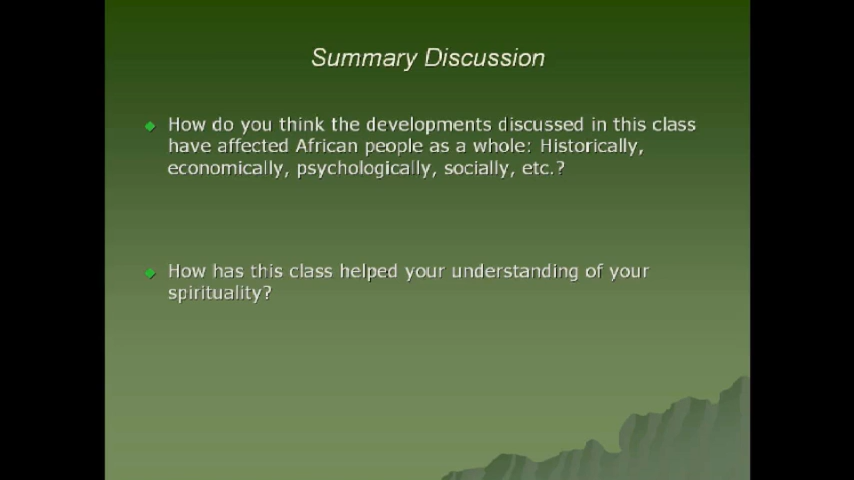 Summary Discussion
How do you think the developments discussed in this class
have affected African people as a whole: Historically,
economically, psychologically, socially, etc.?
How has this class helped your understanding of your
spirituality?